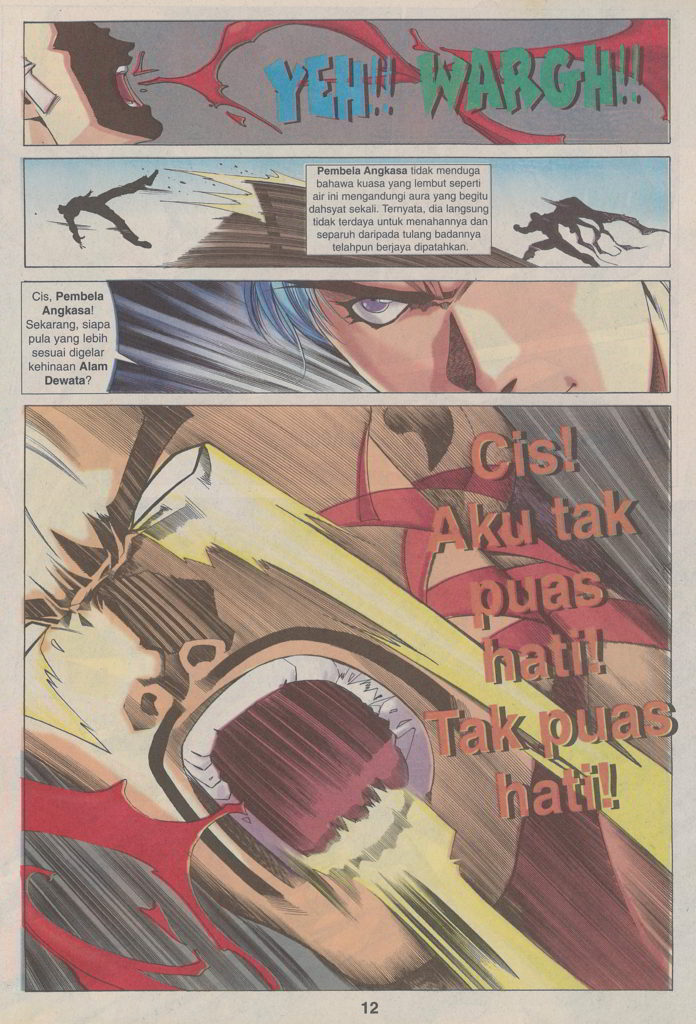 YEH!! WARGH!!
Pembela Angkasa tidak menduga
bahawa kuasa yang lembut seperti
air ini mengandungi aura yang begitu
dahsyat sekali. Ternyata, dia langsung
tidak terdaya untuk menahannya dan
separuh daripada tulang badannya
telahpun berjaya dipatahkan.
Cis, Pembela
Angkasa!
Sekarang, siapa
pula yang lebih
sesuai digelar
kehinaan Alam
Dewata?
Cis!
Aku tak
puas
hati!
Tak puas
hati!
12